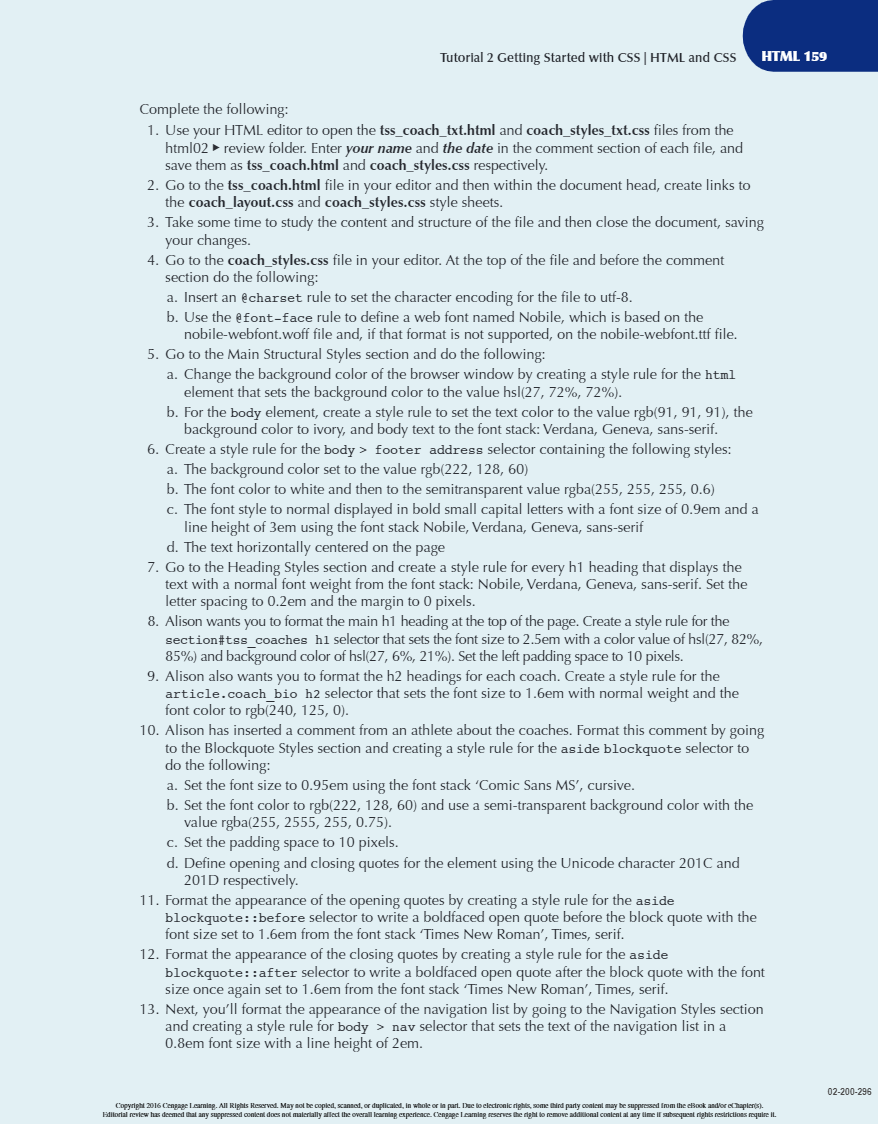 Tutorial 2 Getting Started with CSS | HTML and CSS
HTML 159
Complete the following:
1. Use your HTML editor to open the tss_coach_txt.html and coach_styles_txt.css files from the
html02 ▶ review folder. Enter your name and the date in the comment section of each file, and
save them as tss_coach.html and coach_styles.css respectively.
2. Go to the tss_coach.html file in your editor and then within the document head, create links to
the coach_layout.css and coach_styles.css style sheets.
3. Take some time to study the content and structure of the file and then close the document, saving
your changes.
4. Go to the coach_styles.css file in your editor. At the top of the file and before the comment
section do the following:
a. Insert an @charset rule to set the character encoding for the file to utf-8.
b. Use the @font-face rule to define a web font named Nobile, which is based on the
nobile-webfont.woff file and, if that format is not supported, on the nobile-webfont.ttf file.
5. Go to the Main Structural Styles section and do the following:
a. Change the background color of the browser window by creating a style rule for the html
element that sets the background color to the value hsl(27, 72%, 72%).
b. For the body element, create a style rule to set the text color to the value rgb(91, 91, 91), the
background color to ivory, and body text to the font stack: Verdana, Geneva, sans-serif.
6. Create a style rule for the body > footer address selector containing the following styles:
a. The background color set to the value rgb(222, 128, 60)
b. The font color to white and then to the semitransparent value rgba(255, 255, 255, 0.6)
c. The font style to normal displayed in bold small capital letters with a font size of 0.9em and a
line height of 3em using the font stack Nobile, Verdana, Geneva, sans-serif
d. The text horizontally centered on the page
7. Go to the Heading Styles section and create a style rule for every h1 heading that displays the
text with a normal font weight from the font stack: Nobile, Verdana, Geneva, sans-serif. Set the
letter spacing to 0.2em and the margin to 0 pixels.
8. Alison wants you to format the main h1 heading at the top of the page. Create a style rule for the
section#tss_coaches h1 selector that sets the font size to 2.5em with a color value of hsl(27, 82%,
85%) and background color of hsl(27, 6%, 21%). Set the left padding space to 10 pixels.
9. Alison also wants you to format the h2 headings for each coach. Create a style rule for the
article.coach_bio h2 selector that sets the font size to 1.6em with normal weight and the
font color to rgb(240, 125, 0).
10. Alison has inserted a comment from an athlete about the coaches. Format this comment by going
to the Blockquote Styles section and creating a style rule for the aside blockquote selector to
do the following:
a. Set the font size to 0.95em using the font stack ‘Comic Sans MS’, cursive.
b. Set the font color to rgb(222, 128, 60) and use a semi-transparent background color with the
value rgba(255, 2555, 255, 0.75).
c. Set the padding space to 10 pixels.
d. Define opening and closing quotes for the element using the Unicode character 201C and
201D respectively.
11. Format the appearance of the opening quotes by creating a style rule for the aside
blockquote::before selector to write a boldfaced open quote before the block quote with the
font size set to 1.6em from the font stack ‘Times New Roman’, Times, serif.
12. Format the appearance of the closing quotes by creating a style rule for the aside
blockquote::after selector to write a boldfaced open quote after the block quote with the font
size once again set to 1.6em from the font stack ‘Times New Roman’, Times, serif.
13. Next, you’ll format the appearance of the navigation list by going to the Navigation Styles section
and creating a style rule for body > nav selector that sets the text of the navigation list in a
0.8em font size with a line height of 2em.
02-200-296
Copyright 2016 Cengage Learning. All Rights Reserved. May not be copied, scanned, or duplicated, in whole or in part. Due to electronic rights, some third party content may be suppressed from the eBook and/or eChapter(s).
Editorial review has deemed that any suppressed content does not materially affect the overall learning experience. Cengage Learning reserves the right to remove additional content at any time if subsequent rights restrictions require it.